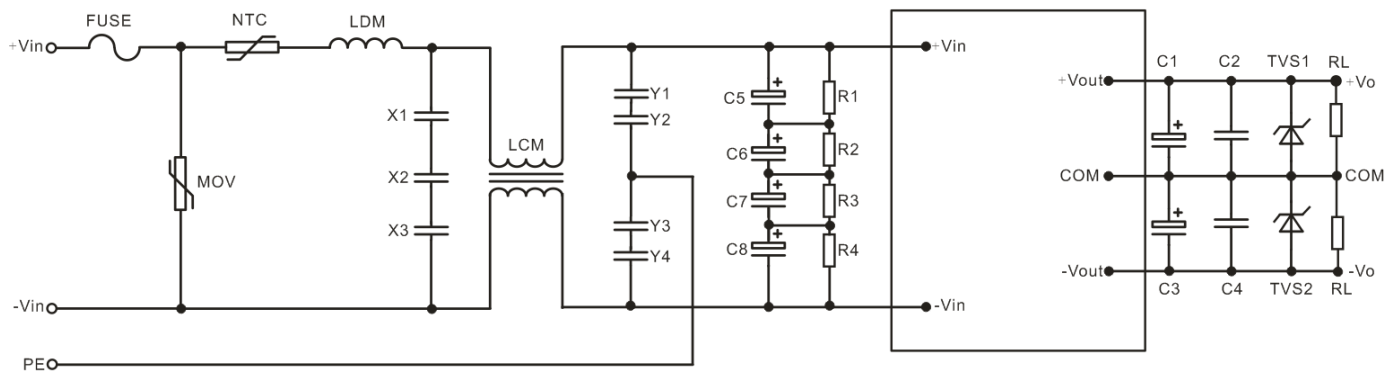 FUSE NTC LDM
+Vin
MOV
X1
X2
X3
LCM
-Vin
PE
Y1
Y2
Y3
Y4
C5
C6
C7
C8
R1
R2
R3
R4
+Vin
-Vin
+Vout
COM
-Vout
C1 C2 TVS1 RL
+Vo
COM
-Vo
C3 C4 TVS2 RL
+
+
+
+
+
+